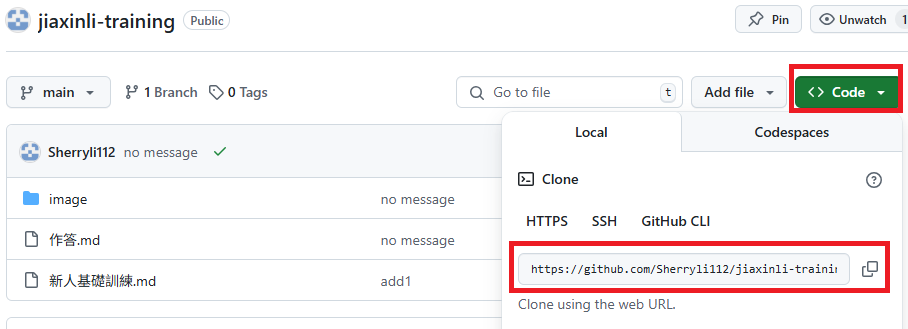 jiaxinli-training Public Pin Unwatch 1
main 1 Branch 0 Tags Go to file t Add file Code
Local Codespaces
Sherryli112 no message
Clone
image no message
HTTPS SSH GitHub CLI
作答.md no message
https://github.com/Sherryli112/jiaxinli-trainin
新人基礎訓練.md add1
Clone using the web URL.